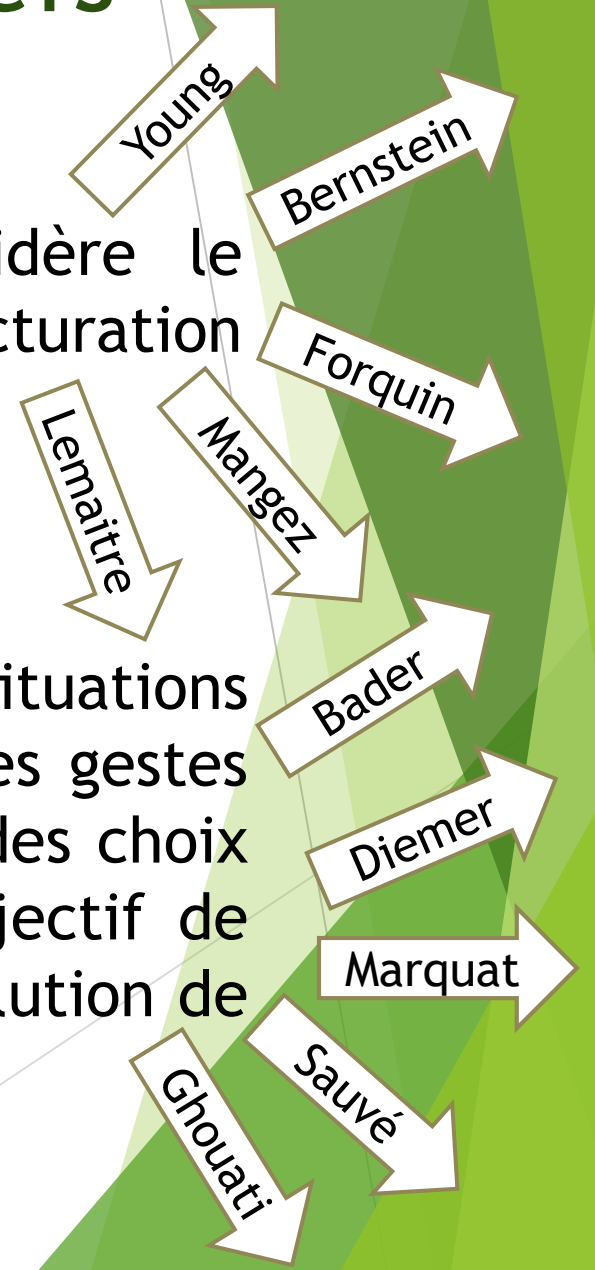 ers
Young
Bernstein
idère le
cturation
Forquin
Lemaitre
Mangez
ituations
Bader
es gestes
des choix
Diemer
jectif de
Marquat
lution de
Sauvé
Ghouati